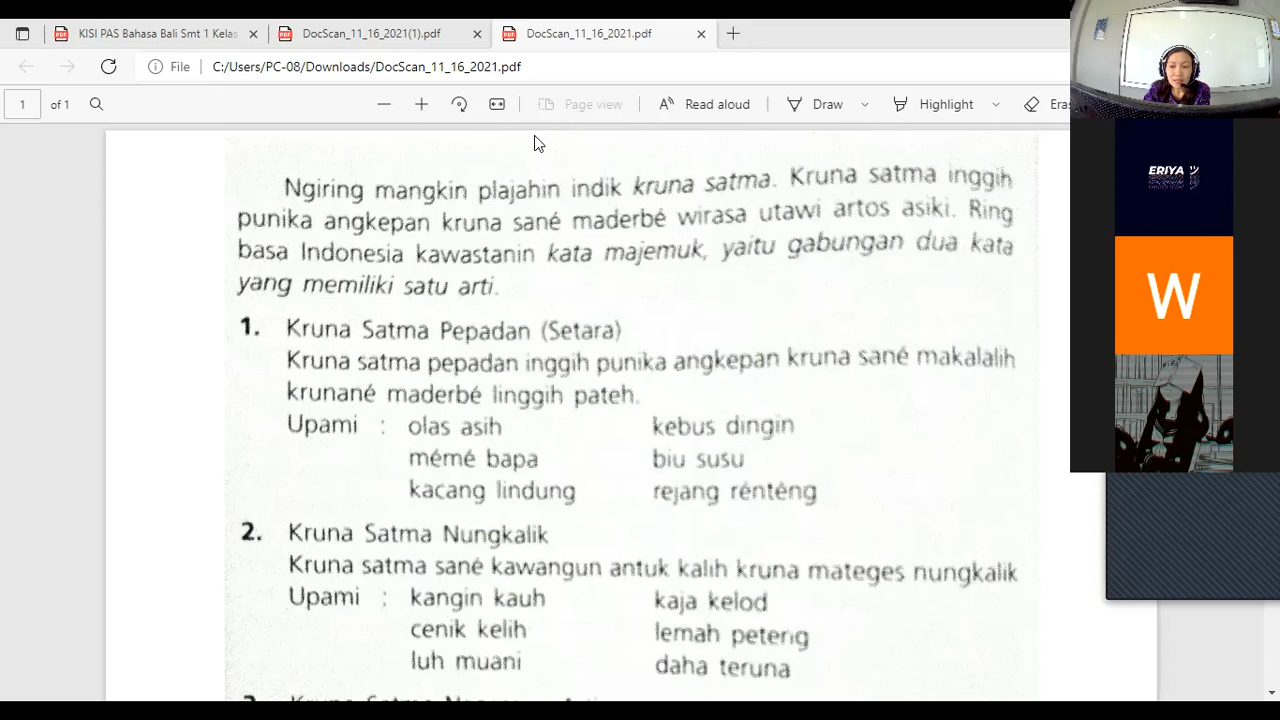 KISI PAS Bahasa Bali Smt 1 Kelas
DocScan_11_16_2021(1).pdf
DocScan_11_16_2021.pdf
File C:/Users/PC-08/Downloads/DocScan_11_16_2021.pdf
1 of 1 Page view Read aloud Draw Highlight
ERIYA ツ
W
Ngiring mangkin plajahin indik kruna satma. Kruna satma inggih
punika angkepan kruna sané maderbé wirasa utawi artos asiki. Ring
basa Indonesia kawastanin kata majemuk, yaitu gabungan dua kata
yang memiliki satu arti.
1. Kruna Satma Pepadan (Setara)
Kruna satma pepadan inggih punika angkepan kruna sané makalalih
krunané maderbé linggih pateh.
Upami : olas asih kebus dingin
mémé bapa biu susu
kacang lindung rejang rénténg
2. Kruna Satma Nungkalik
Kruna satma sané kawangun antuk kalih kruna mateges nungkalik
Upami : kangin kauh kaja kelod
cenik kelih lemah peteng
luh muani daha teruna